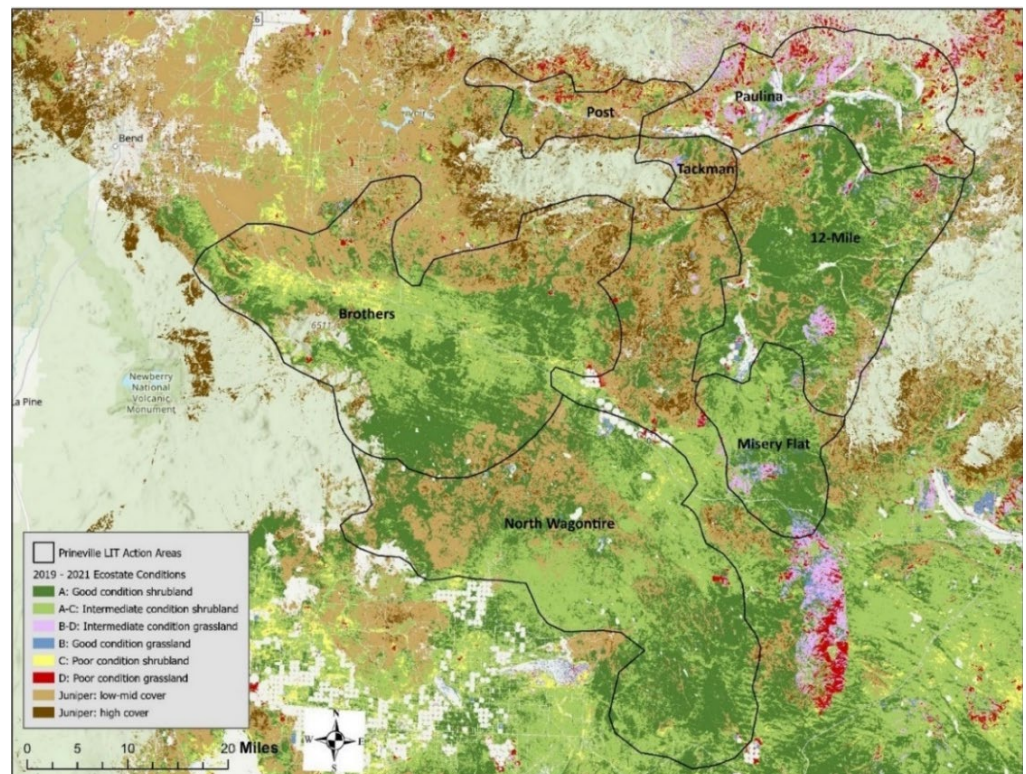 6
Bend
Post
Paulina
Tackman
12-Mile
Brothers
6511
Newberry
National
Volcanic
Monument
La Pine
Misery Flat
North Wagontire
Prineville LIT Action Areas
2019 - 2021 Ecostate Conditions
A: Good condition shrubland
A-C: Intermediate condition shrubland
B-D: Intermediate condition grassland
B: Good condition grassland
C: Poor condition shrubland
D: Poor condition grassland
Juniper: low-mid cover
Juniper: high cover
0 5 10 20 Miles
N
W E
S